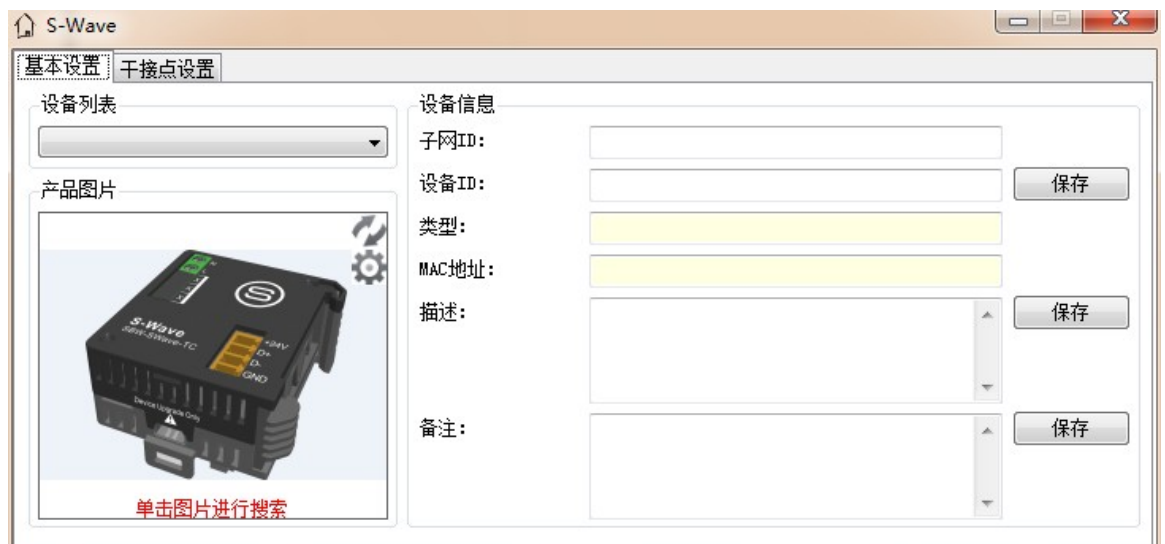 S-Wave
基本设置 干接点设置
设备列表
产品图片
S-Wave
SBW-SWave-TC
+24V
D+
D-
GND
Device Upgrade Only
单击图片进行搜索
设备信息
子网ID:
设备ID: 保存
类型:
MAC地址:
描述: 保存
备注: 保存